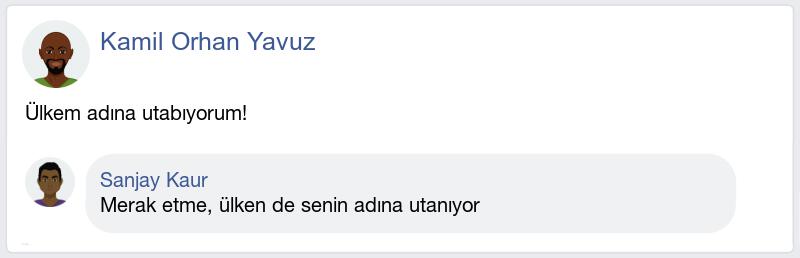 Kamil Orhan Yavuz
Ülkem adına utabıyorum!
Sanjay Kaur
Merak etme, ülken de senin adına utanıyor